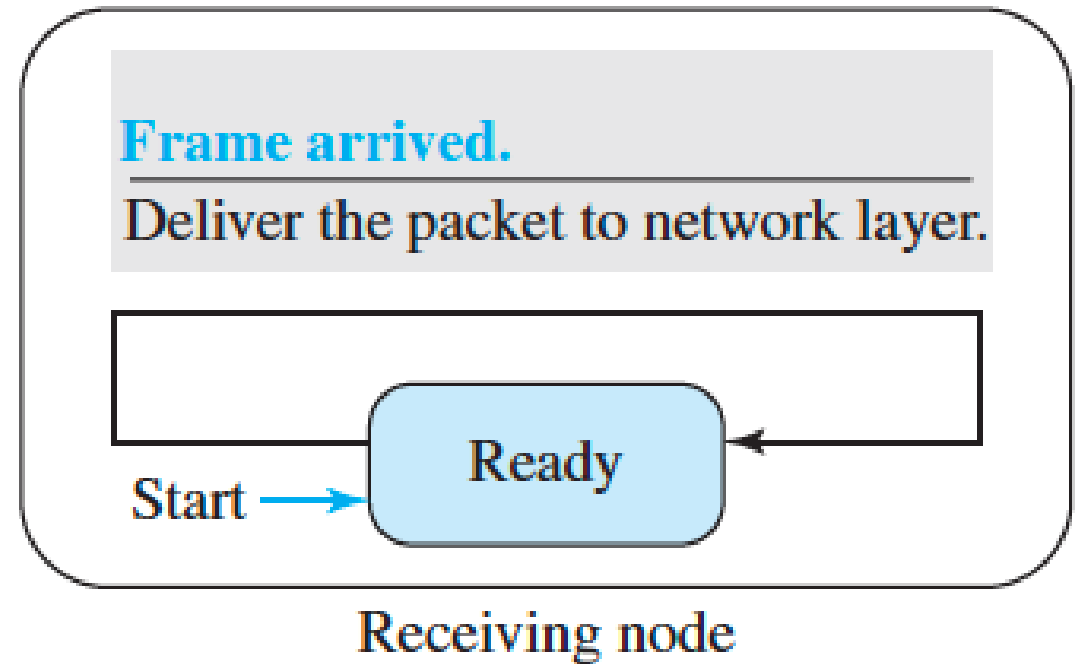 Frame arrived.
Deliver the packet to network layer.
Ready
Start
Receiving node